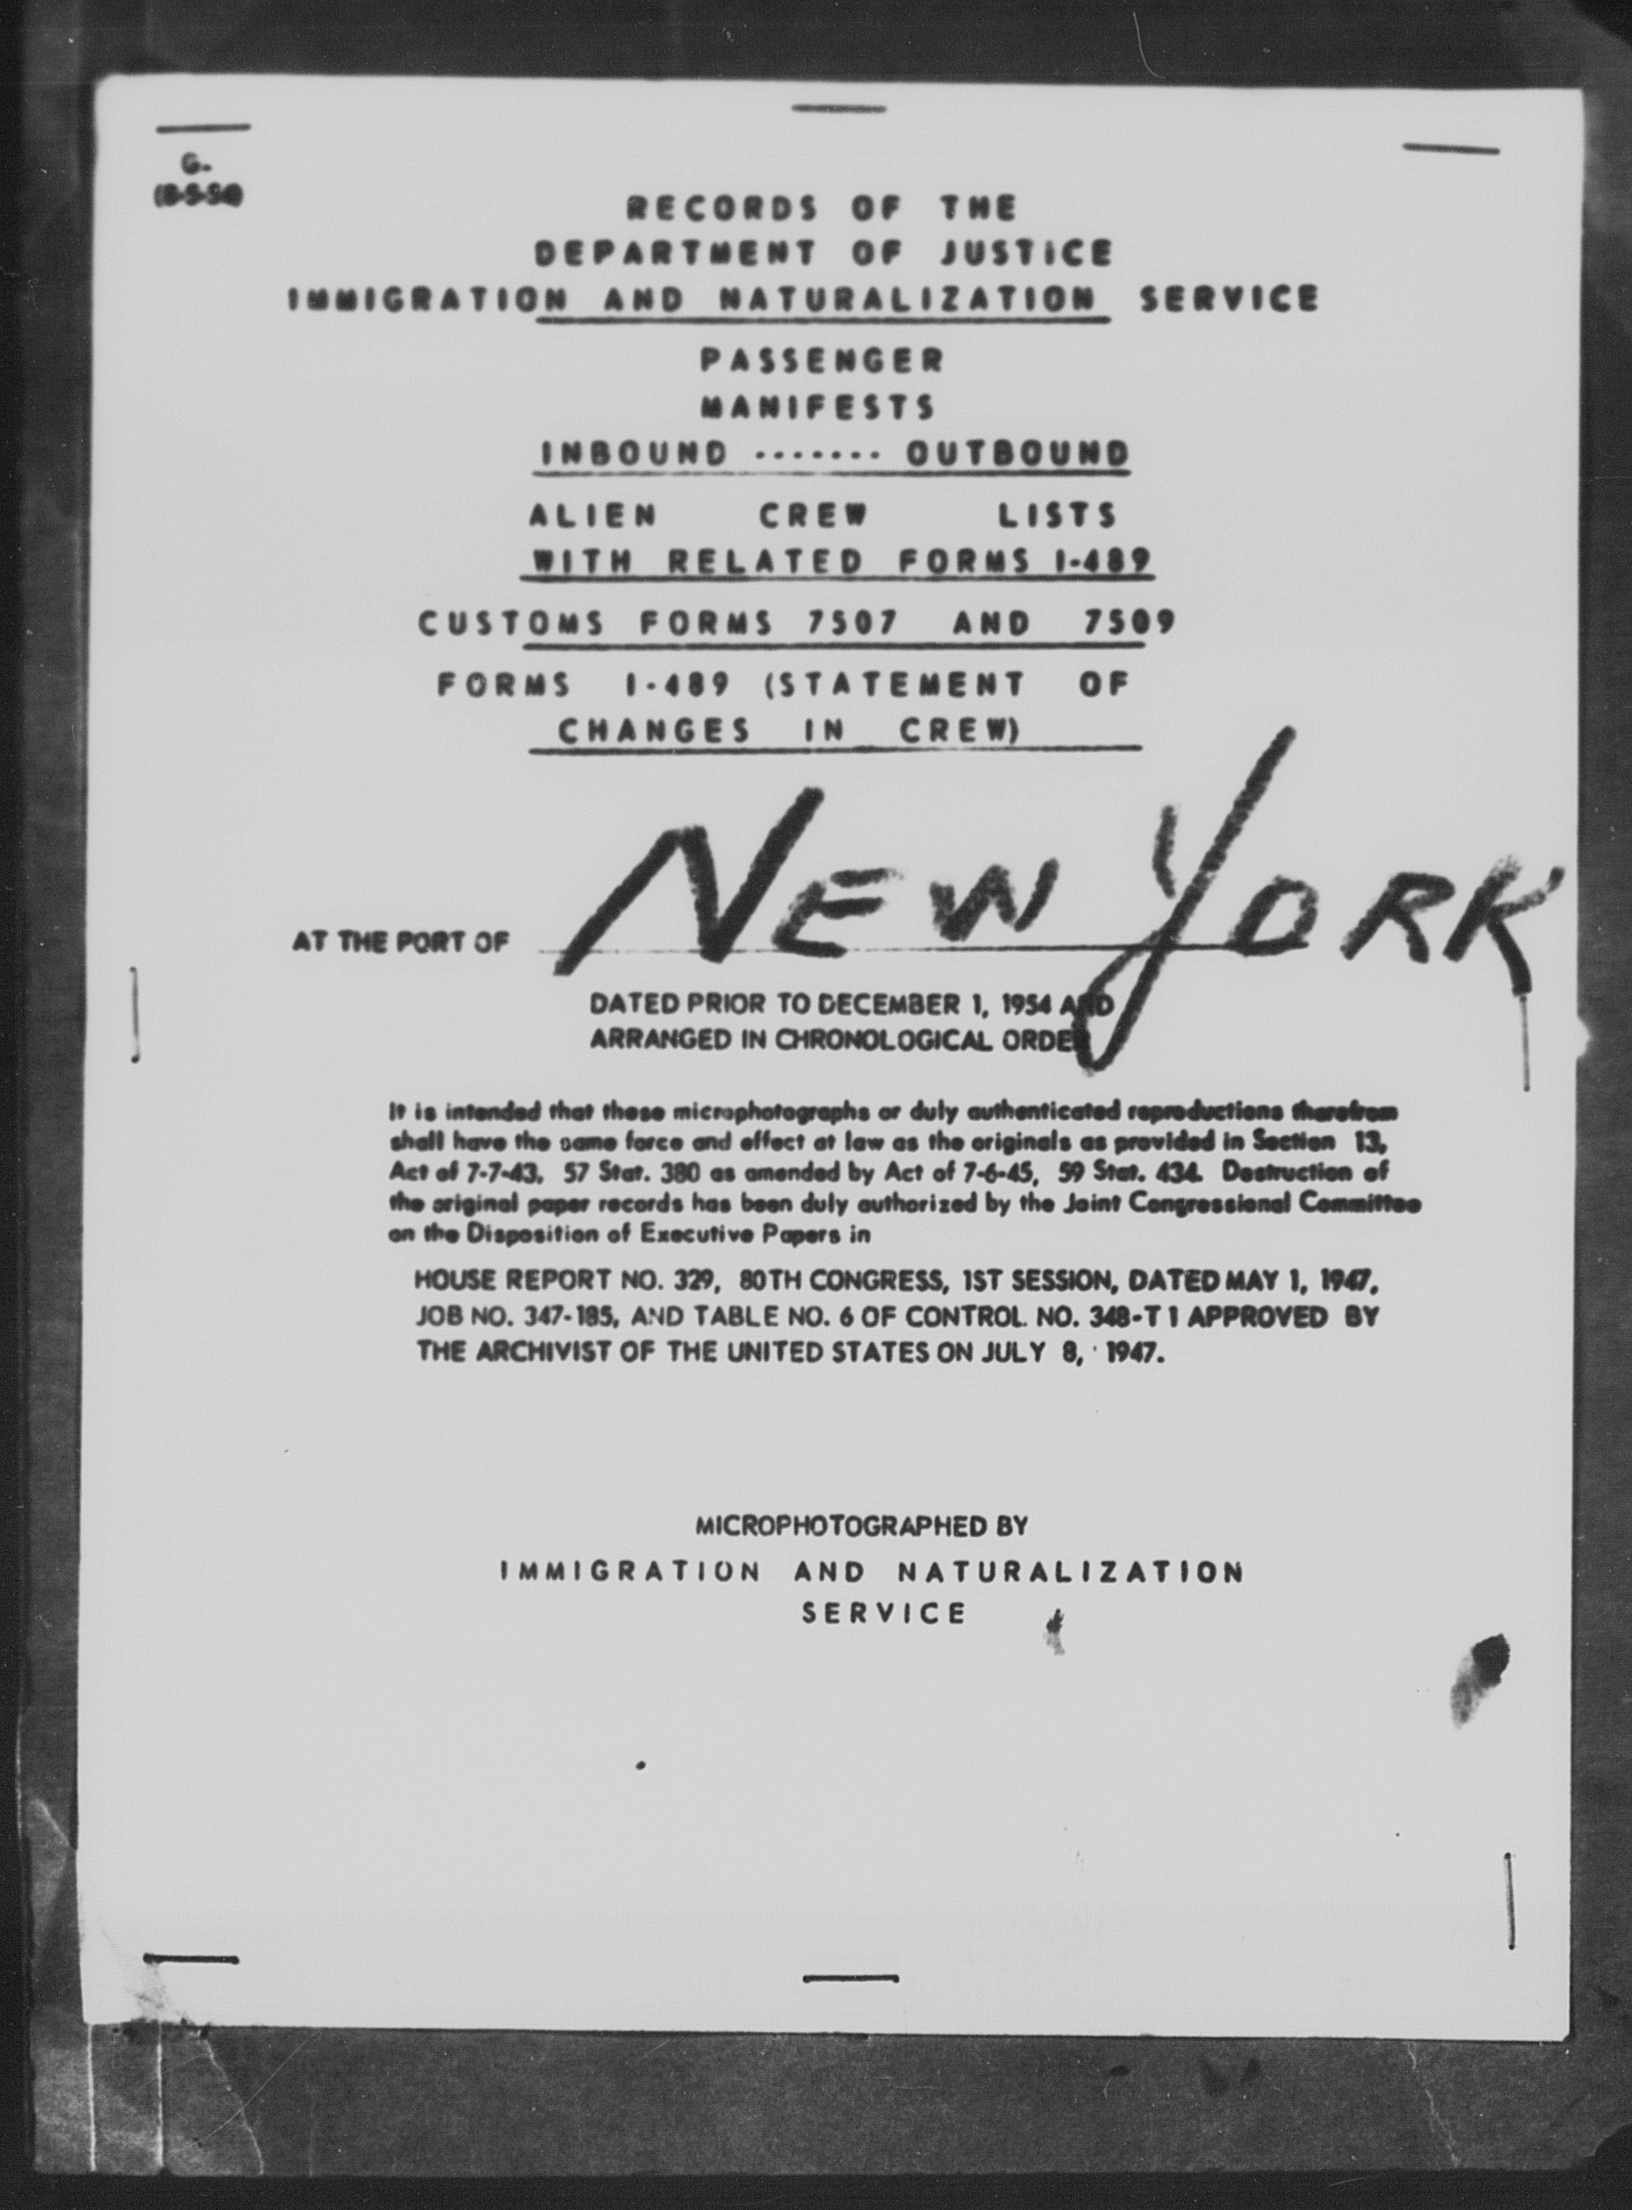 G-
RECORDS OF THE
DEPARTMENT OF JUSTICE
IMMIGRATION AND NATURALIZATION SERVICE
PASSENGER
MANIFESTS
INBOUND ....... OUTBOUND
ALIEN CREW LISTS
WITH RELATED FORMS I-489
CUSTOMS FORMS 7507 AND 7509
FORMS I-489 (STATEMENT OF
CHANGES IN CREW)
AT THE PORT OF NEW YORK
DATED PRIOR TO DECEMBER 1, 1954 AND
ARRANGED IN CHRONOLOGICAL ORDER
It is intended that these microphotographs or duly authenticated reproductions therefrom
shall have the same force and effect at law as the originals as provided in Section 13,
Act of 7-7-43, 57 Stat. 380 as amended by Act of 7-6-45, 59 Stat. 434. Destruction of
the original paper records has been duly authorized by the Joint Congressional Committee
on the Disposition of Executive Papers in
HOUSE REPORT NO. 329, 80TH CONGRESS, 1ST SESSION, DATED MAY 1, 1947,
JOB NO. 347-185, AND TABLE NO. 6 OF CONTROL NO. 348-T1 APPROVED BY
THE ARCHIVIST OF THE UNITED STATES ON JULY 8, 1947.
MICROPHOTOGRAPHED BY
IMMIGRATION AND NATURALIZATION
SERVICE